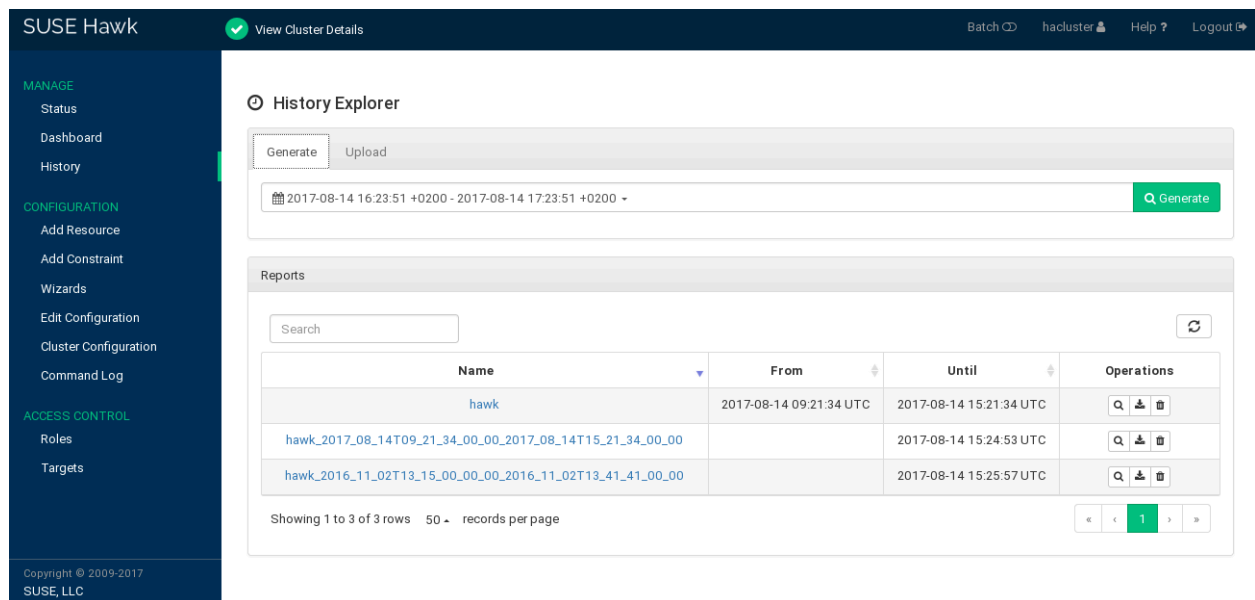 SUSE Hawk
View Cluster Details
Batch hacluster Help ? Logout
MANAGE
Status
Dashboard
History
CONFIGURATION
Add Resource
Add Constraint
Wizards
Edit Configuration
Cluster Configuration
Command Log
ACCESS CONTROL
Roles
Targets
Copyright © 2009-2017
SUSE, LLC
History Explorer
Generate Upload
2017-08-14 16:23:51 +0200 - 2017-08-14 17:23:51 +0200
Generate
Reports
Search
Name From Until Operations
hawk 2017-08-14 09:21:34 UTC 2017-08-14 15:21:34 UTC
hawk_2017_08_14T09_21_34_00_00_2017_08_14T15_21_34_00_00 2017-08-14 15:24:53 UTC
hawk_2016_11_02T13_15_00_00_00_2016_11_02T13_41_41_00_00 2017-08-14 15:25:57 UTC
Showing 1 to 3 of 3 rows 50 records per page
« ‹ 1 › »